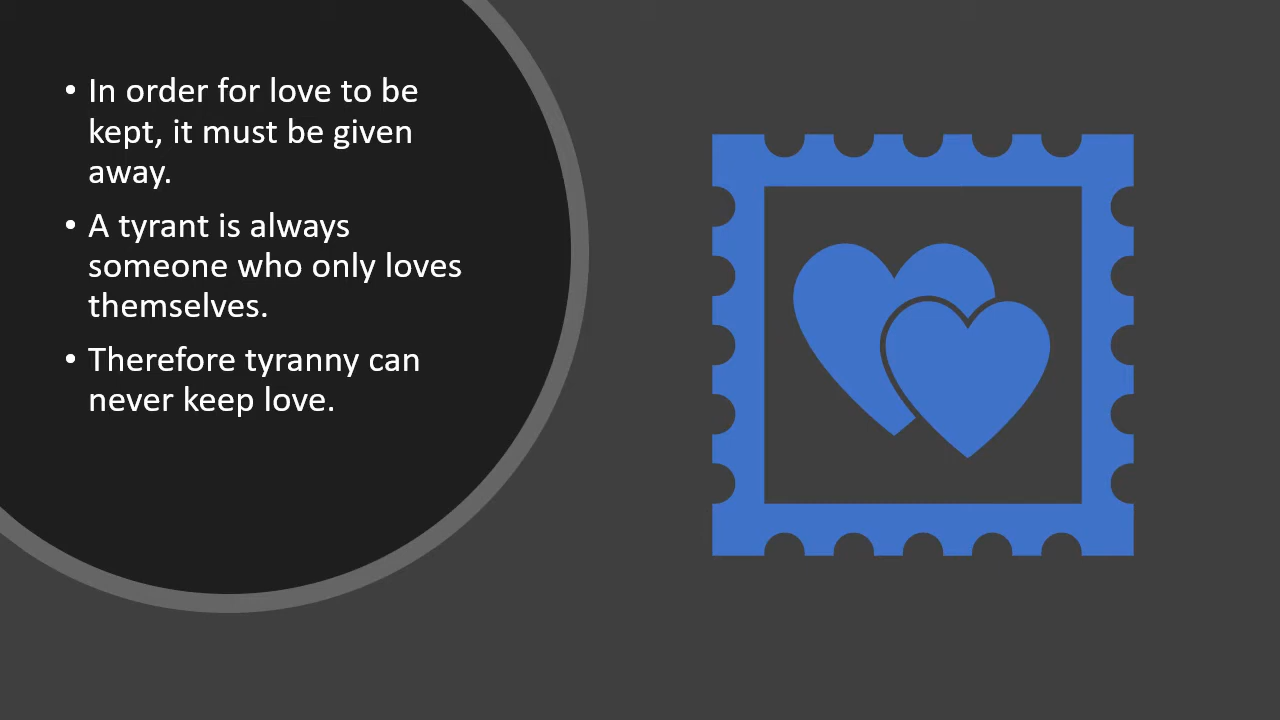 • In order for love to be
kept, it must be given
away.
• A tyrant is always
someone who only loves
themselves.
• Therefore tyranny can
never keep love.